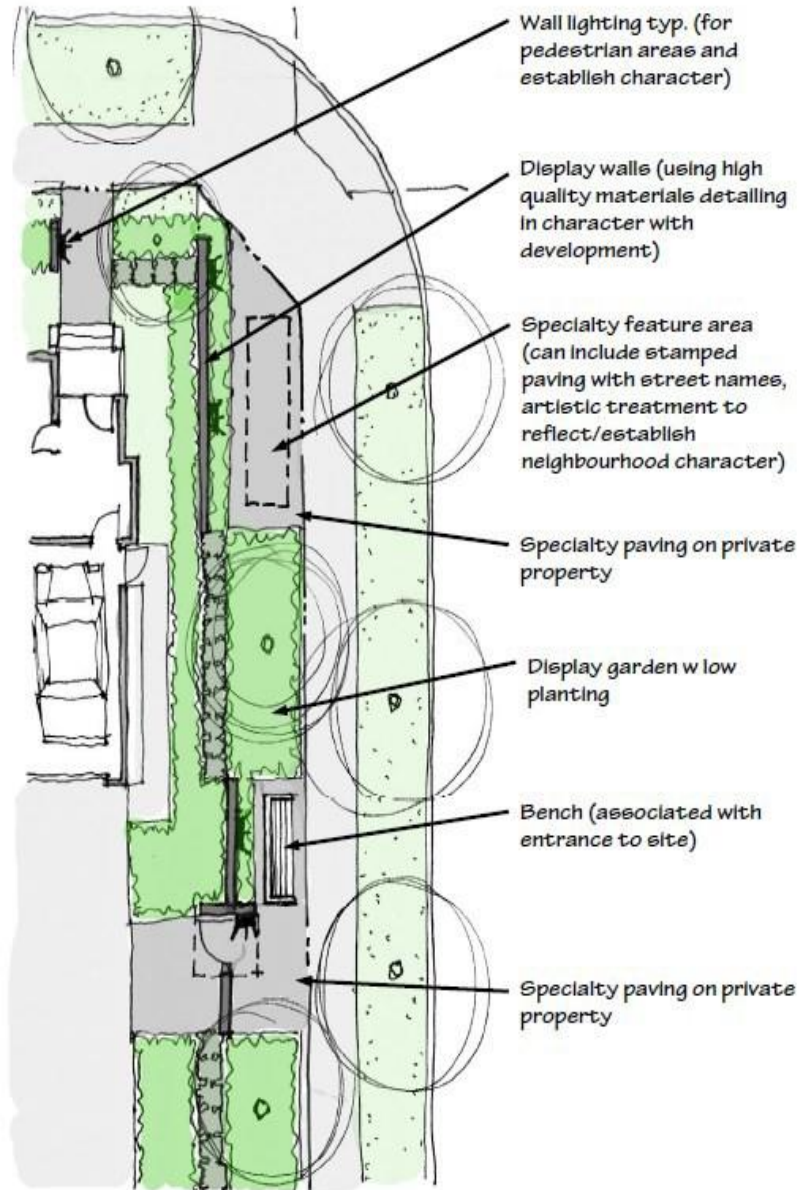 Wall lighting typ. (for
pedestrian areas and
establish character)
Display walls (using high
quality materials detailing
in character with
development)
Specialty feature area
(can include stamped
paving with street names,
artistic treatment to
reflect/establish
neighbourhood character)
Specialty paving on private
property
Display garden w low
planting
Bench (associated with
entrance to site)
Specialty paving on private
property